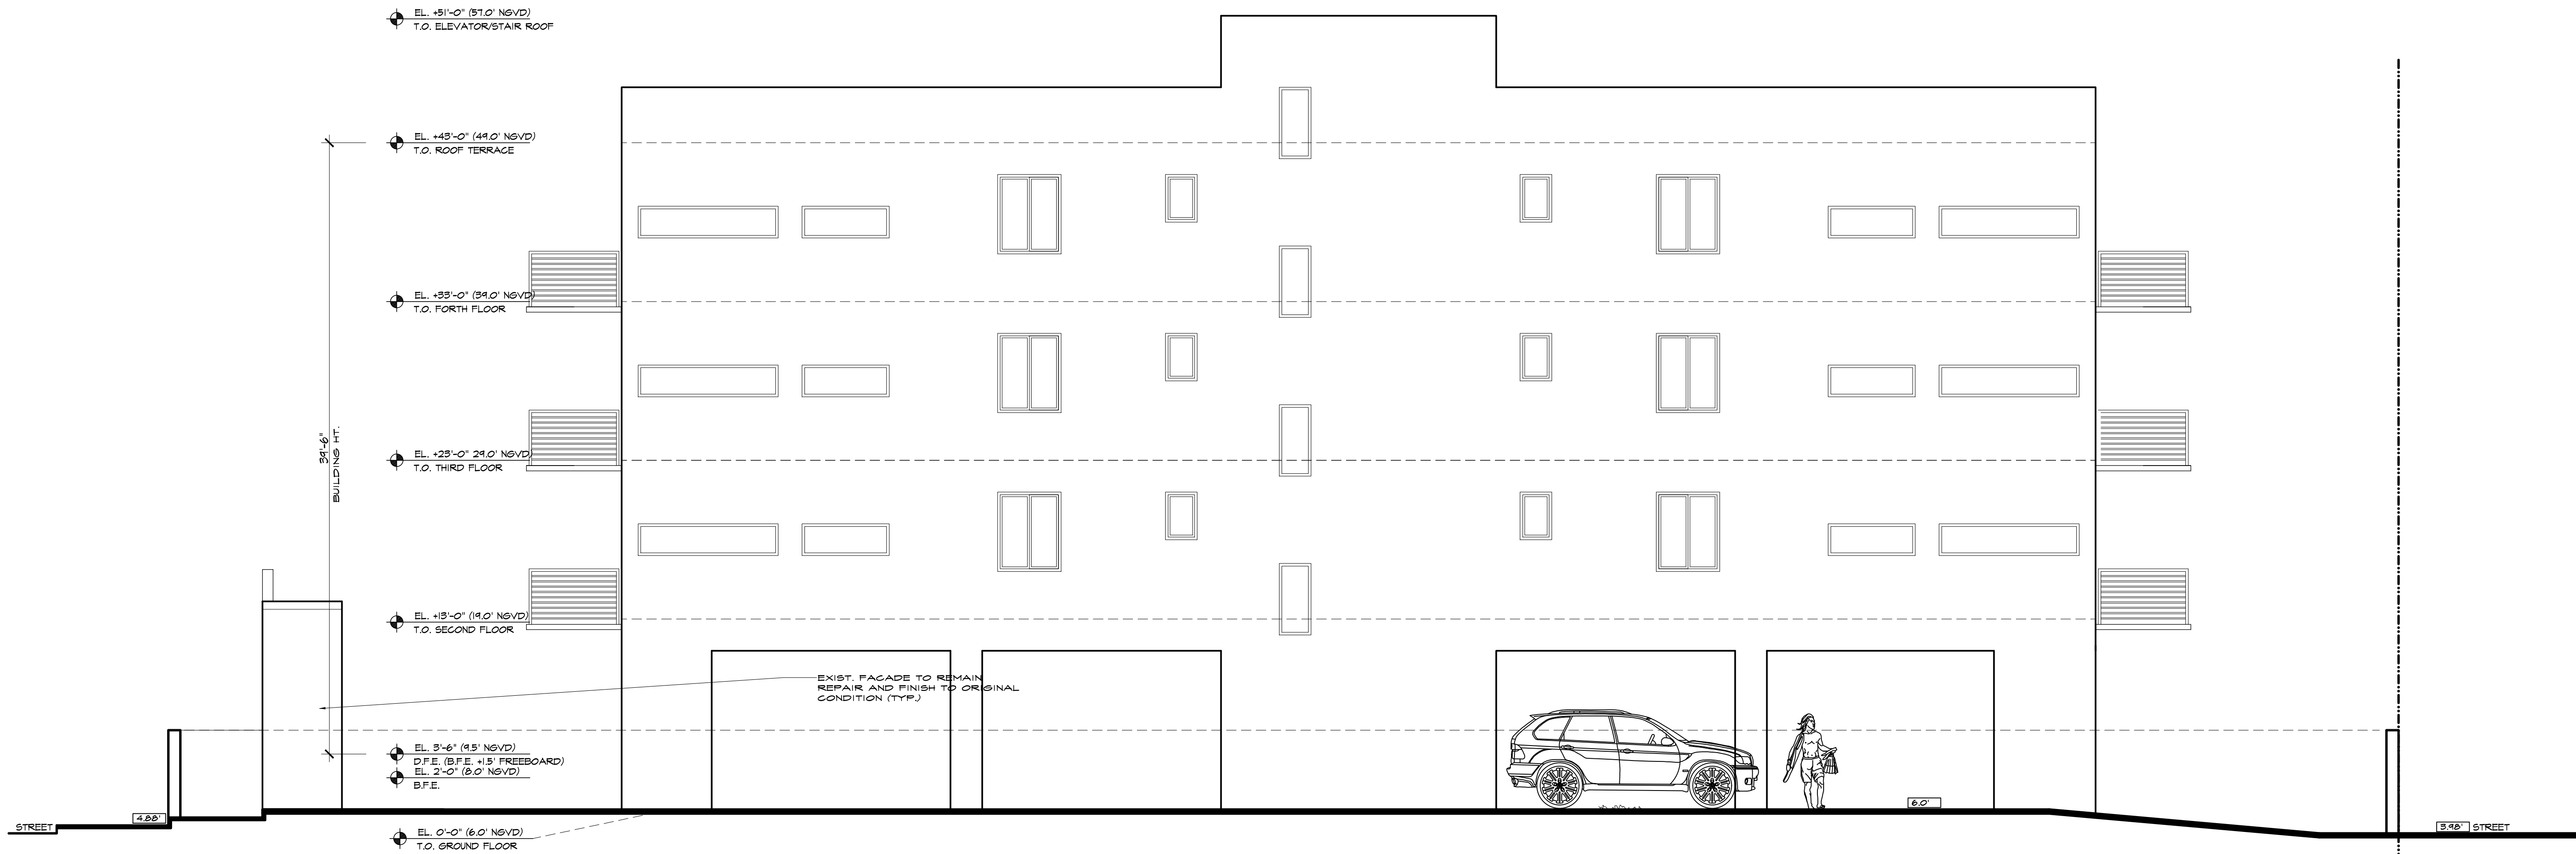 EL. +51'-0" (57.0' NGVD)
T.O. ELEVATOR/STAIR ROOF
EL. +43'-0" (49.0' NGVD)
T.O. ROOF TERRACE
EL. +33'-0" (39.0' NGVD)
T.O. FORTH FLOOR
39'-6"
BUILDING HT.
EL. +23'-0" 29.0' NGVD)
T.O. THIRD FLOOR
EL. +13'-0" (19.0' NGVD)
T.O. SECOND FLOOR
EXIST. FACADE TO REMAIN
REPAIR AND FINISH TO ORIGINAL
CONDITION (TYP.)
EL. 3'-6" (9.5' NGVD)
D.F.E. (B.F.E. +1.5' FREEBOARD)
EL. 2'-0" (8.0' NGVD)
B.F.E.
6.0'
4.88'
STREET
3.98' STREET
EL. 0'-0" (6.0' NGVD)
T.O. GROUND FLOOR